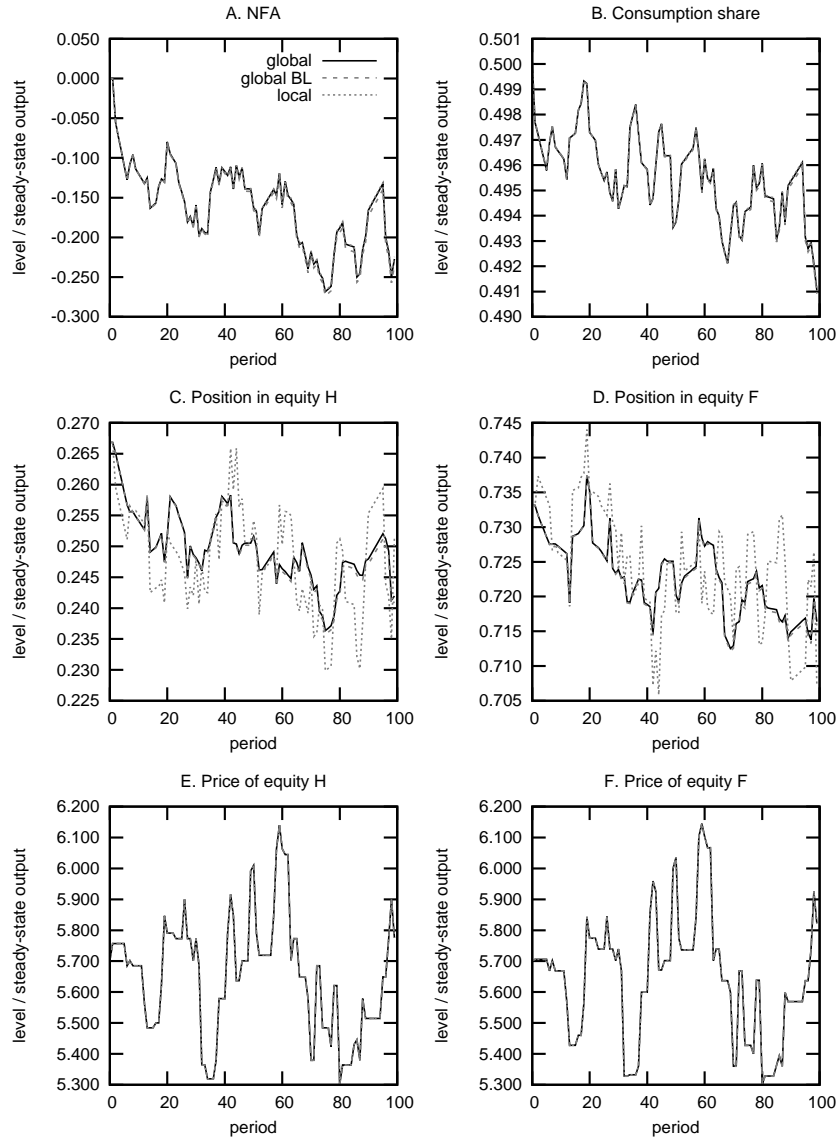 A. NFA
0.050
0.000
-0.050
-0.100
-0.150
-0.200
-0.250
-0.300
level / steady-state output
global
global BL
local
0 20 40 60 80 100
period
B. Consumption share
0.501
0.499
0.498
0.497
0.496
0.495
0.494
0.493
0.492
0.491
0.490
level / steady-state output
0 20 40 60 80 100
period
C. Position in equity H
0.270
0.265
0.260
0.255
0.250
0.245
0.240
0.235
0.230
0.225
level / steady-state output
0 20 40 60 80 100
period
D. Position in equity F
0.745
0.740
0.735
0.730
0.725
0.720
0.715
0.710
0.705
level / steady-state output
0 20 40 60 80 100
period
E. Price of equity H
6.200
6.100
6.000
5.900
5.800
5.700
5.600
5.500
5.400
5.300
level / steady-state output
0 20 40 60 80 100
period
F. Price of equity F
6.200
6.100
6.000
5.900
5.800
5.700
5.600
5.500
5.400
5.300
level / steady-state output
0 20 40 60 80 100
period